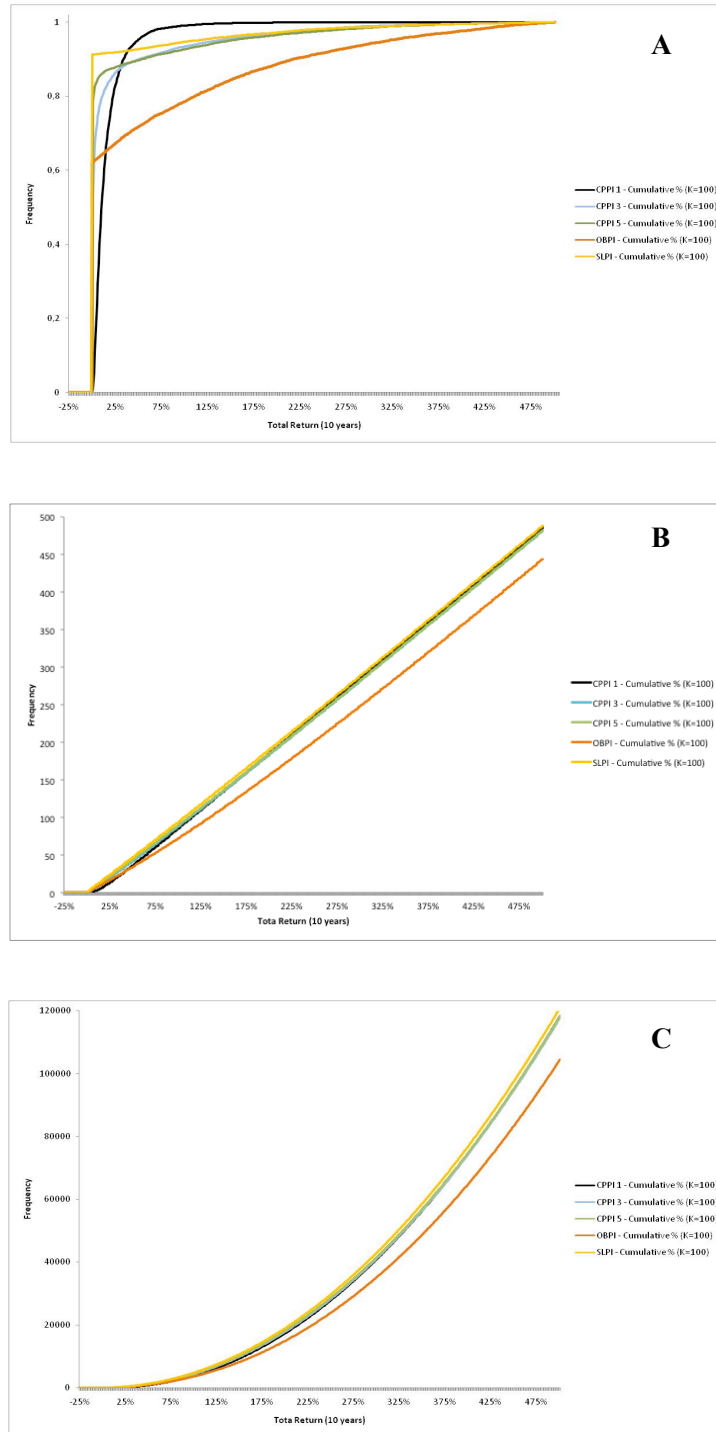 A
1
0,8
0,6
0,4
0,2
0
Frequency
-25% 25% 75% 125% 175% 225% 275% 325% 375% 425% 475%
Total Return (10 years)
CPPI 1 - Cumulative % (K=100)
CPPI 3 - Cumulative % (K=100)
CPPI 5 - Cumulative % (K=100)
OBPI - Cumulative % (K=100)
SLPI - Cumulative % (K=100)
B
500
450
400
350
300
250
200
150
100
50
0
Frequency
-25% 25% 75% 125% 175% 225% 275% 325% 375% 425% 475%
Tota Return (10 years)
CPPI 1 - Cumulative % (K=100)
CPPI 3 - Cumulative % (K=100)
CPPI 5 - Cumulative % (K=100)
OBPI - Cumulative % (K=100)
SLPI - Cumulative % (K=100)
C
120000
100000
80000
60000
40000
20000
0
Frequency
-25% 25% 75% 125% 175% 225% 275% 325% 375% 425% 475%
Tota Return (10 years)
CPPI 1 - Cumulative % (K=100)
CPPI 3 - Cumulative % (K=100)
CPPI 5 - Cumulative % (K=100)
OBPI - Cumulative % (K=100)
SLPI - Cumulative % (K=100)